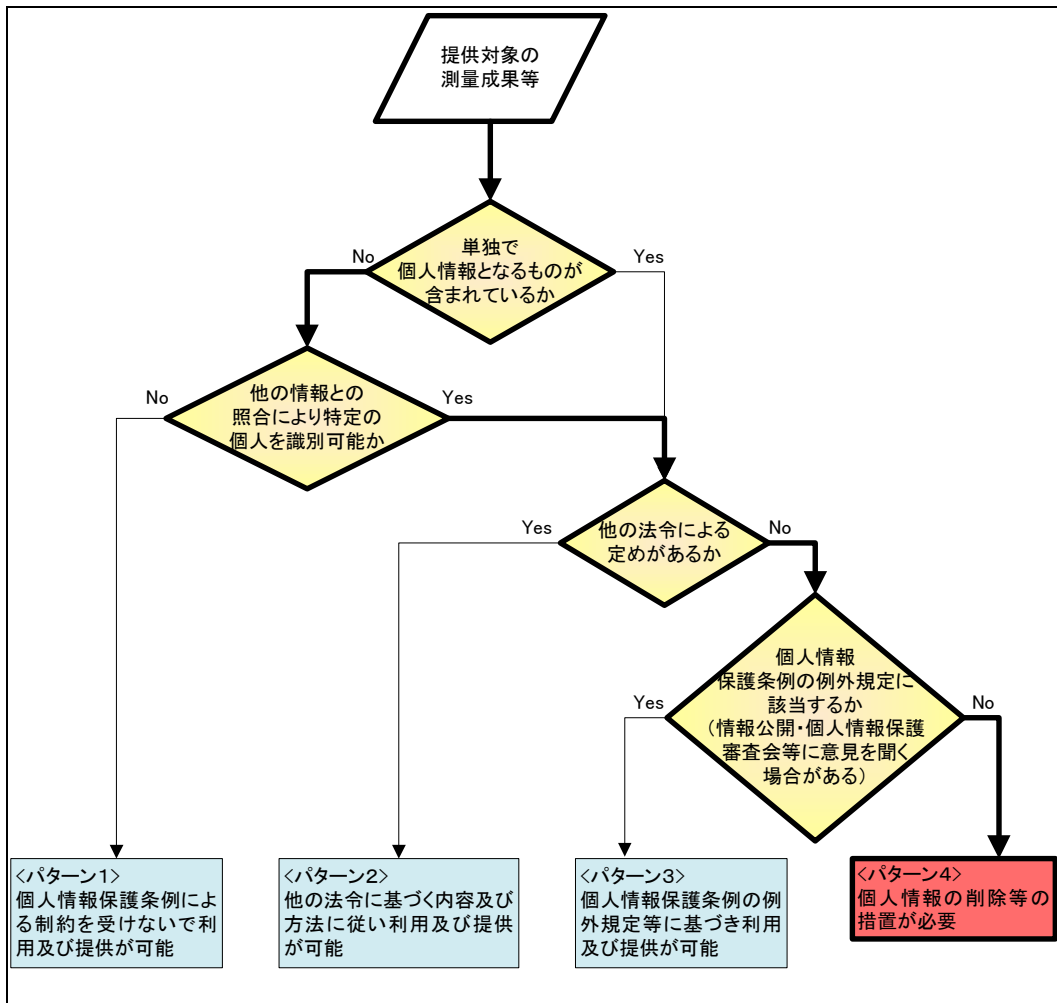 提供対象の
測量成果等
単独で
個人情報となるものが
含まれているか
No
Yes
他の情報との
照合により特定の
個人を識別可能か
No
Yes
他の法令による
定めがあるか
Yes
No
個人情報
保護条例の例外規定に
該当するか
(情報公開・個人情報保護
審査会等に意見を聞く
場合がある)
Yes
No
<パターン1>
個人情報保護条例によ
る制約を受けないで利
用及び提供が可能
<パターン2>
他の法令に基づく内容及び
方法に従い利用及び提供
が可能
<パターン3>
個人情報保護条例の例
外規定等に基づき利用
及び提供が可能
<パターン4>
個人情報の削除等の
措置が必要